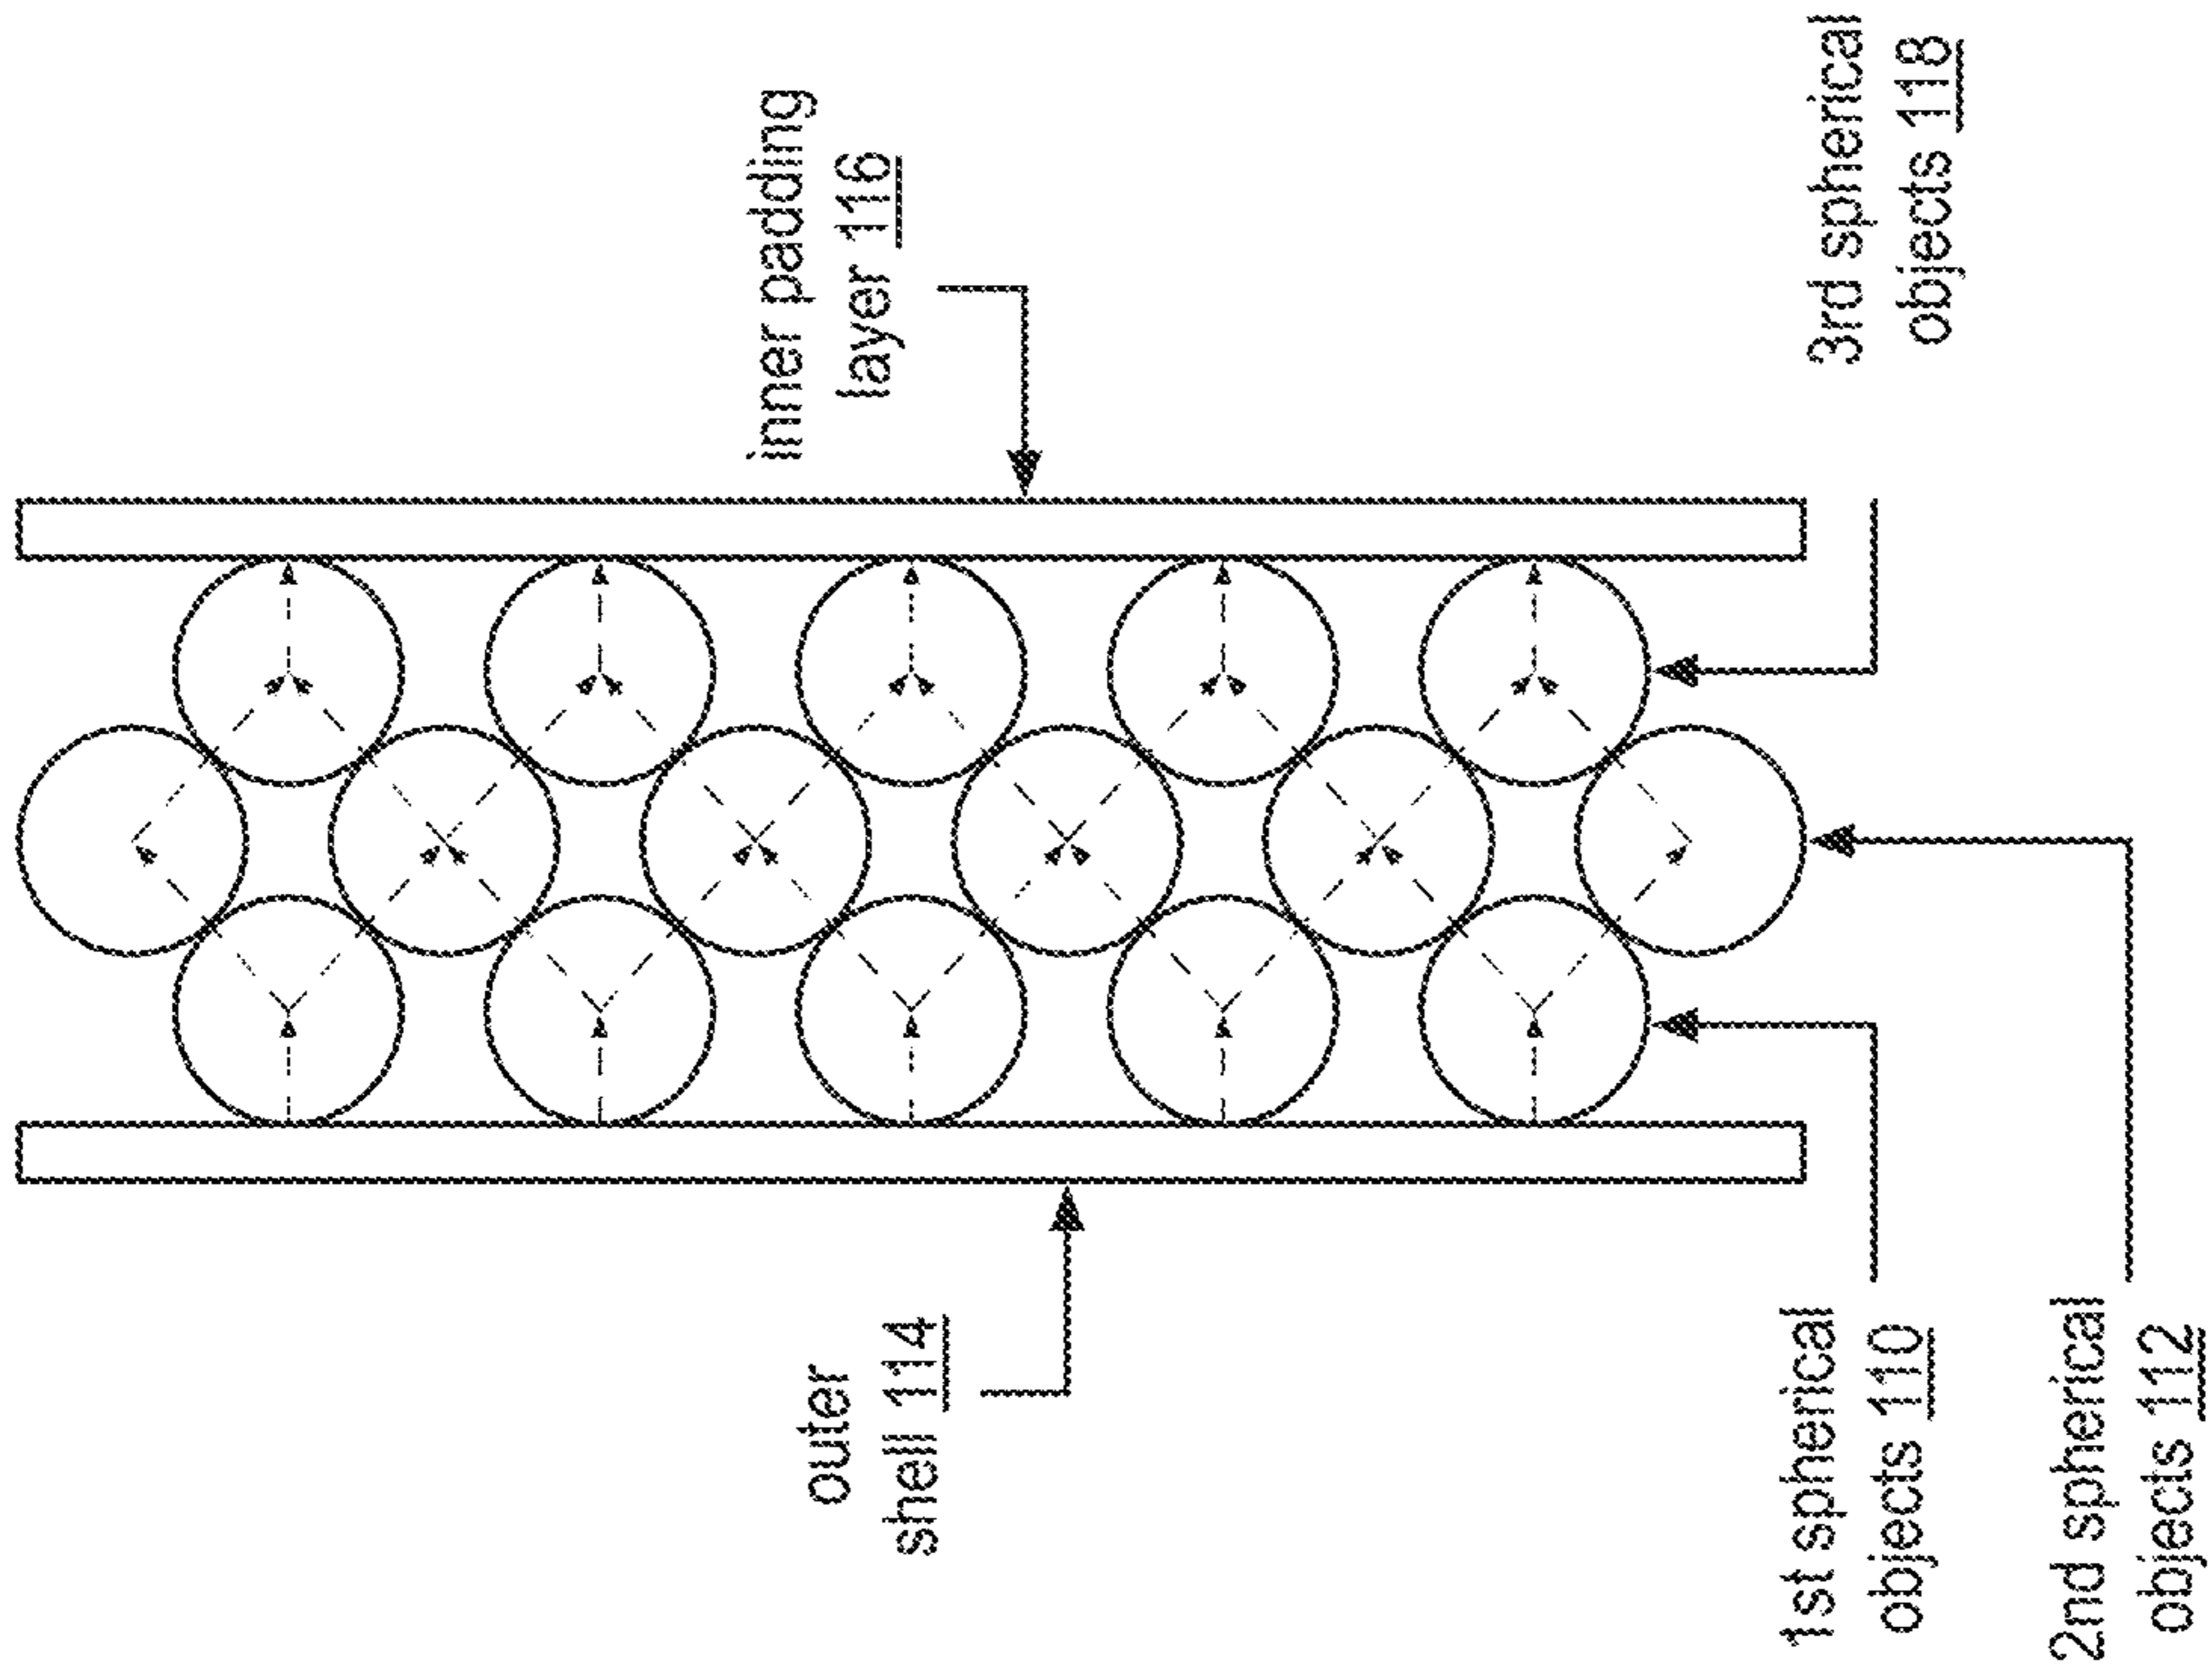 outer
shell 114
inner padding
layer 116
1st spherical
objects 110
2nd spherical
objects 112
3rd spherical
objects 118